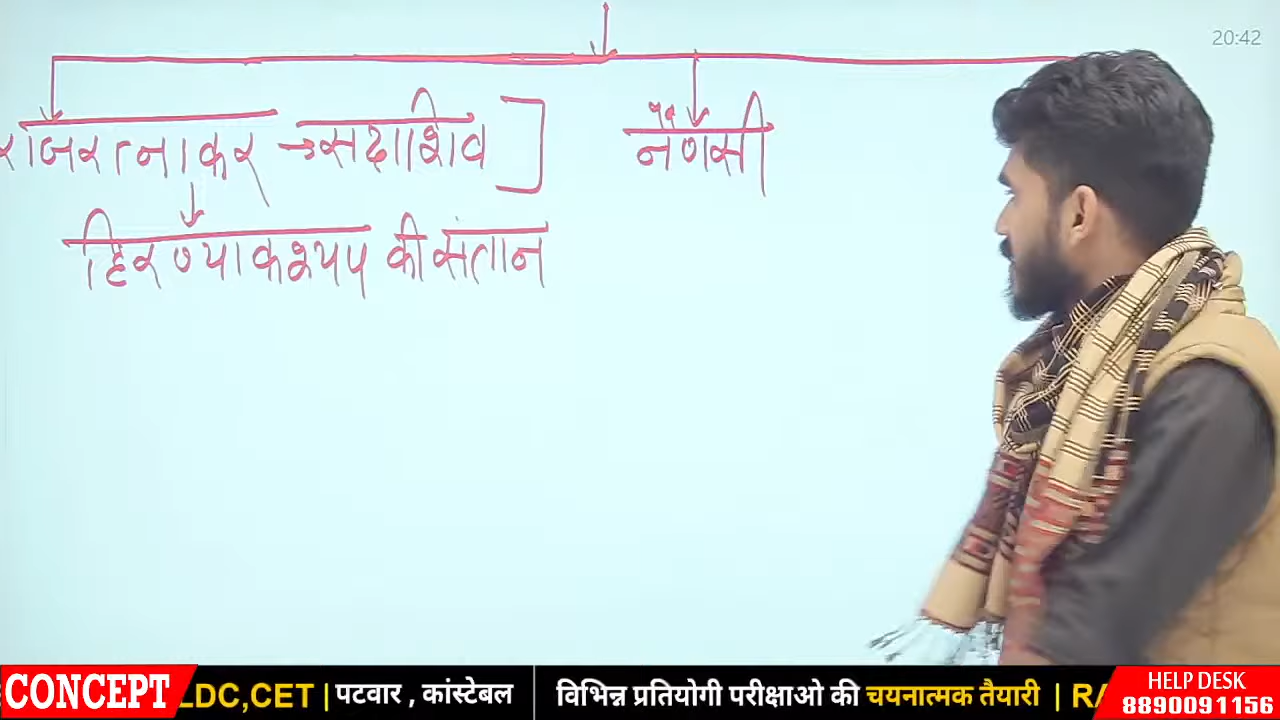 20:42
राजरत्नाकर → सदाशिव ] नैणसी
हिरण्याकश्यप की संतान
CONCEPT LDC,CET | पटवार , कांस्टेबल | विभिन्न प्रतियोगी परीक्षाओ की चयनात्मक तैयारी | RA
HELP DESK
8890091156